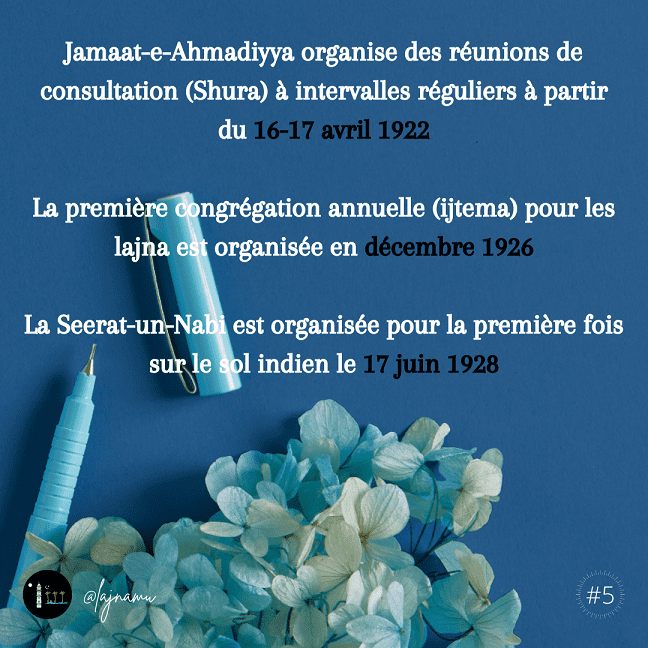 Jamaat-e-Ahmadiyya organise des réunions de
consultation (Shura) à intervalles réguliers à partir
du 16-17 avril 1922
La première congrégation annuelle (ijtema) pour les
lajna est organisée en décembre 1926
La Seerat-un-Nabi est organisée pour la première fois
sur le sol indien le 17 juin 1928
@lajnamu
#5